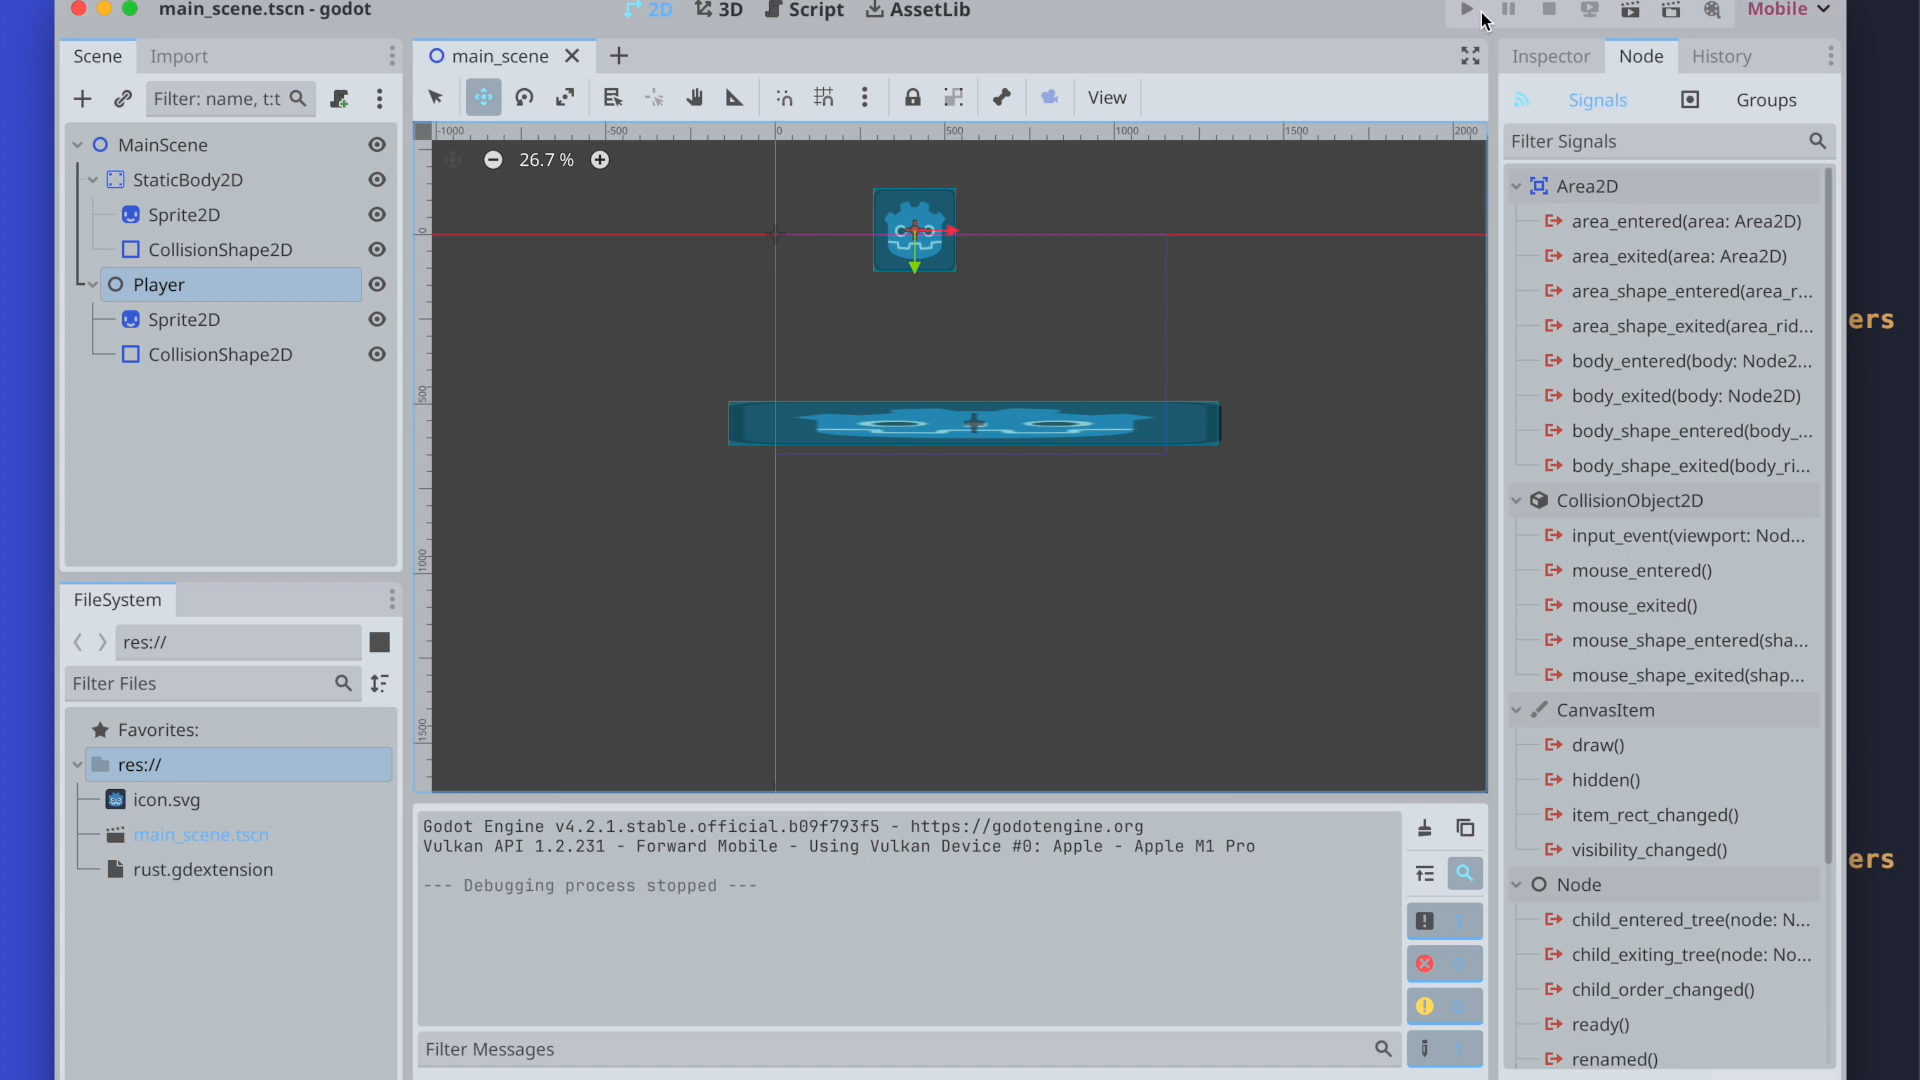 main_scene.tscn - godot
2D
3D
Script
AssetLib
Mobile
Scene
Import
Filter: name, t:t
MainScene
StaticBody2D
Sprite2D
CollisionShape2D
Player
Sprite2D
CollisionShape2D
FileSystem
res://
Filter Files
Favorites:
res://
icon.svg
main_scene.tscn
rust.gdextension
main_scene
View
-1000
-500
0
500
1000
1500
2000
26.7 %
0
500
1000
1500
Godot Engine v4.2.1.stable.official.b09f793f5 - https://godotengine.org
Vulkan API 1.2.231 - Forward Mobile - Using Vulkan Device #0: Apple - Apple M1 Pro
--- Debugging process stopped ---
Filter Messages
Inspector
Node
History
Signals
Groups
Filter Signals
Area2D
area_entered(area: Area2D)
area_exited(area: Area2D)
area_shape_entered(area_r...
area_shape_exited(area_rid...
body_entered(body: Node2...
body_exited(body: Node2D)
body_shape_entered(body_...
body_shape_exited(body_ri...
CollisionObject2D
input_event(viewport: Nod...
mouse_entered()
mouse_exited()
mouse_shape_entered(sha...
mouse_shape_exited(shap...
CanvasItem
draw()
hidden()
item_rect_changed()
visibility_changed()
Node
child_entered_tree(node: N...
child_exiting_tree(node: No...
child_order_changed()
ready()
renamed()
ers
ers